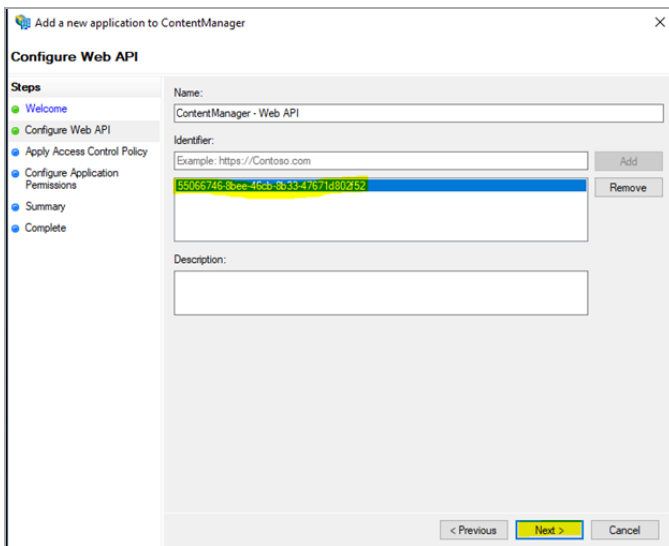 Add a new application to ContentManager
Configure Web API
Steps
Welcome
Configure Web API
Apply Access Control Policy
Configure Application
Permissions
Summary
Complete
Name:
ContentManager - Web API
Identifier:
Example: https://Contoso.com
Add
55066746-8bee-46cb-8b33-47671d802f52
Remove
Description:
< Previous
Next >
Cancel